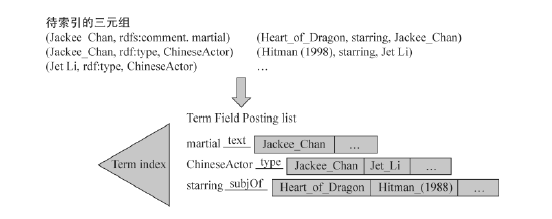 待索引的三元组
(Jackee_Chan, rdfs:comment, martial) (Heart_of_Dragon, starring, Jackee_Chan)
(Jackee_Chan, rdf:type, ChineseActor) (Hitman (1998), starring, Jet Li)
(Jet Li, rdf:type, ChineseActor) …
Term Field Posting list
martial text Jackee_Chan …
Term index ChineseActor type Jackee_Chan Jet_Li …
starring subjOf Heart_of_Dragon Hitman_(1988) …